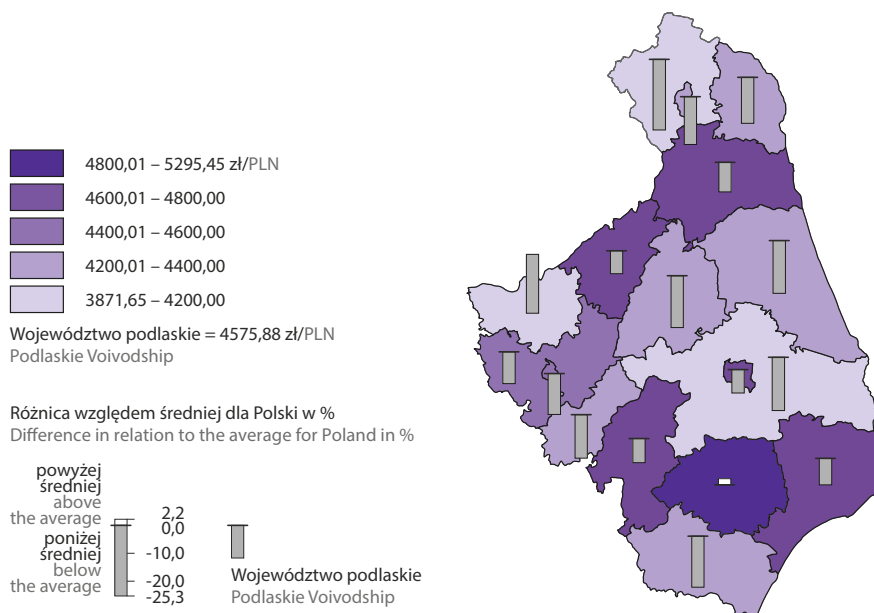 4800,01 – 5295,45 zł/PLN
4600,01 – 4800,00
4400,01 – 4600,00
4200,01 – 4400,00
3871,65 – 4200,00
Województwo podlaskie = 4575,88 zł/PLN
Podlaskie Voivodship
Różnica względem średniej dla Polski w %
Difference in relation to the average for Poland in %
powyżej
średniej
above
the average
poniżej
średniej
below
the average
2,2
0,0
-10,0
-20,0
-25,3
Województwo podlaskie
Podlaskie Voivodship